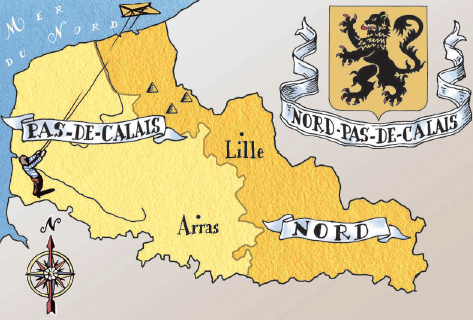 MER
DU NORD
NORD-PAS-DE-CALAIS
PAS-DE-CALAIS
Lille
Arras
NORD
N